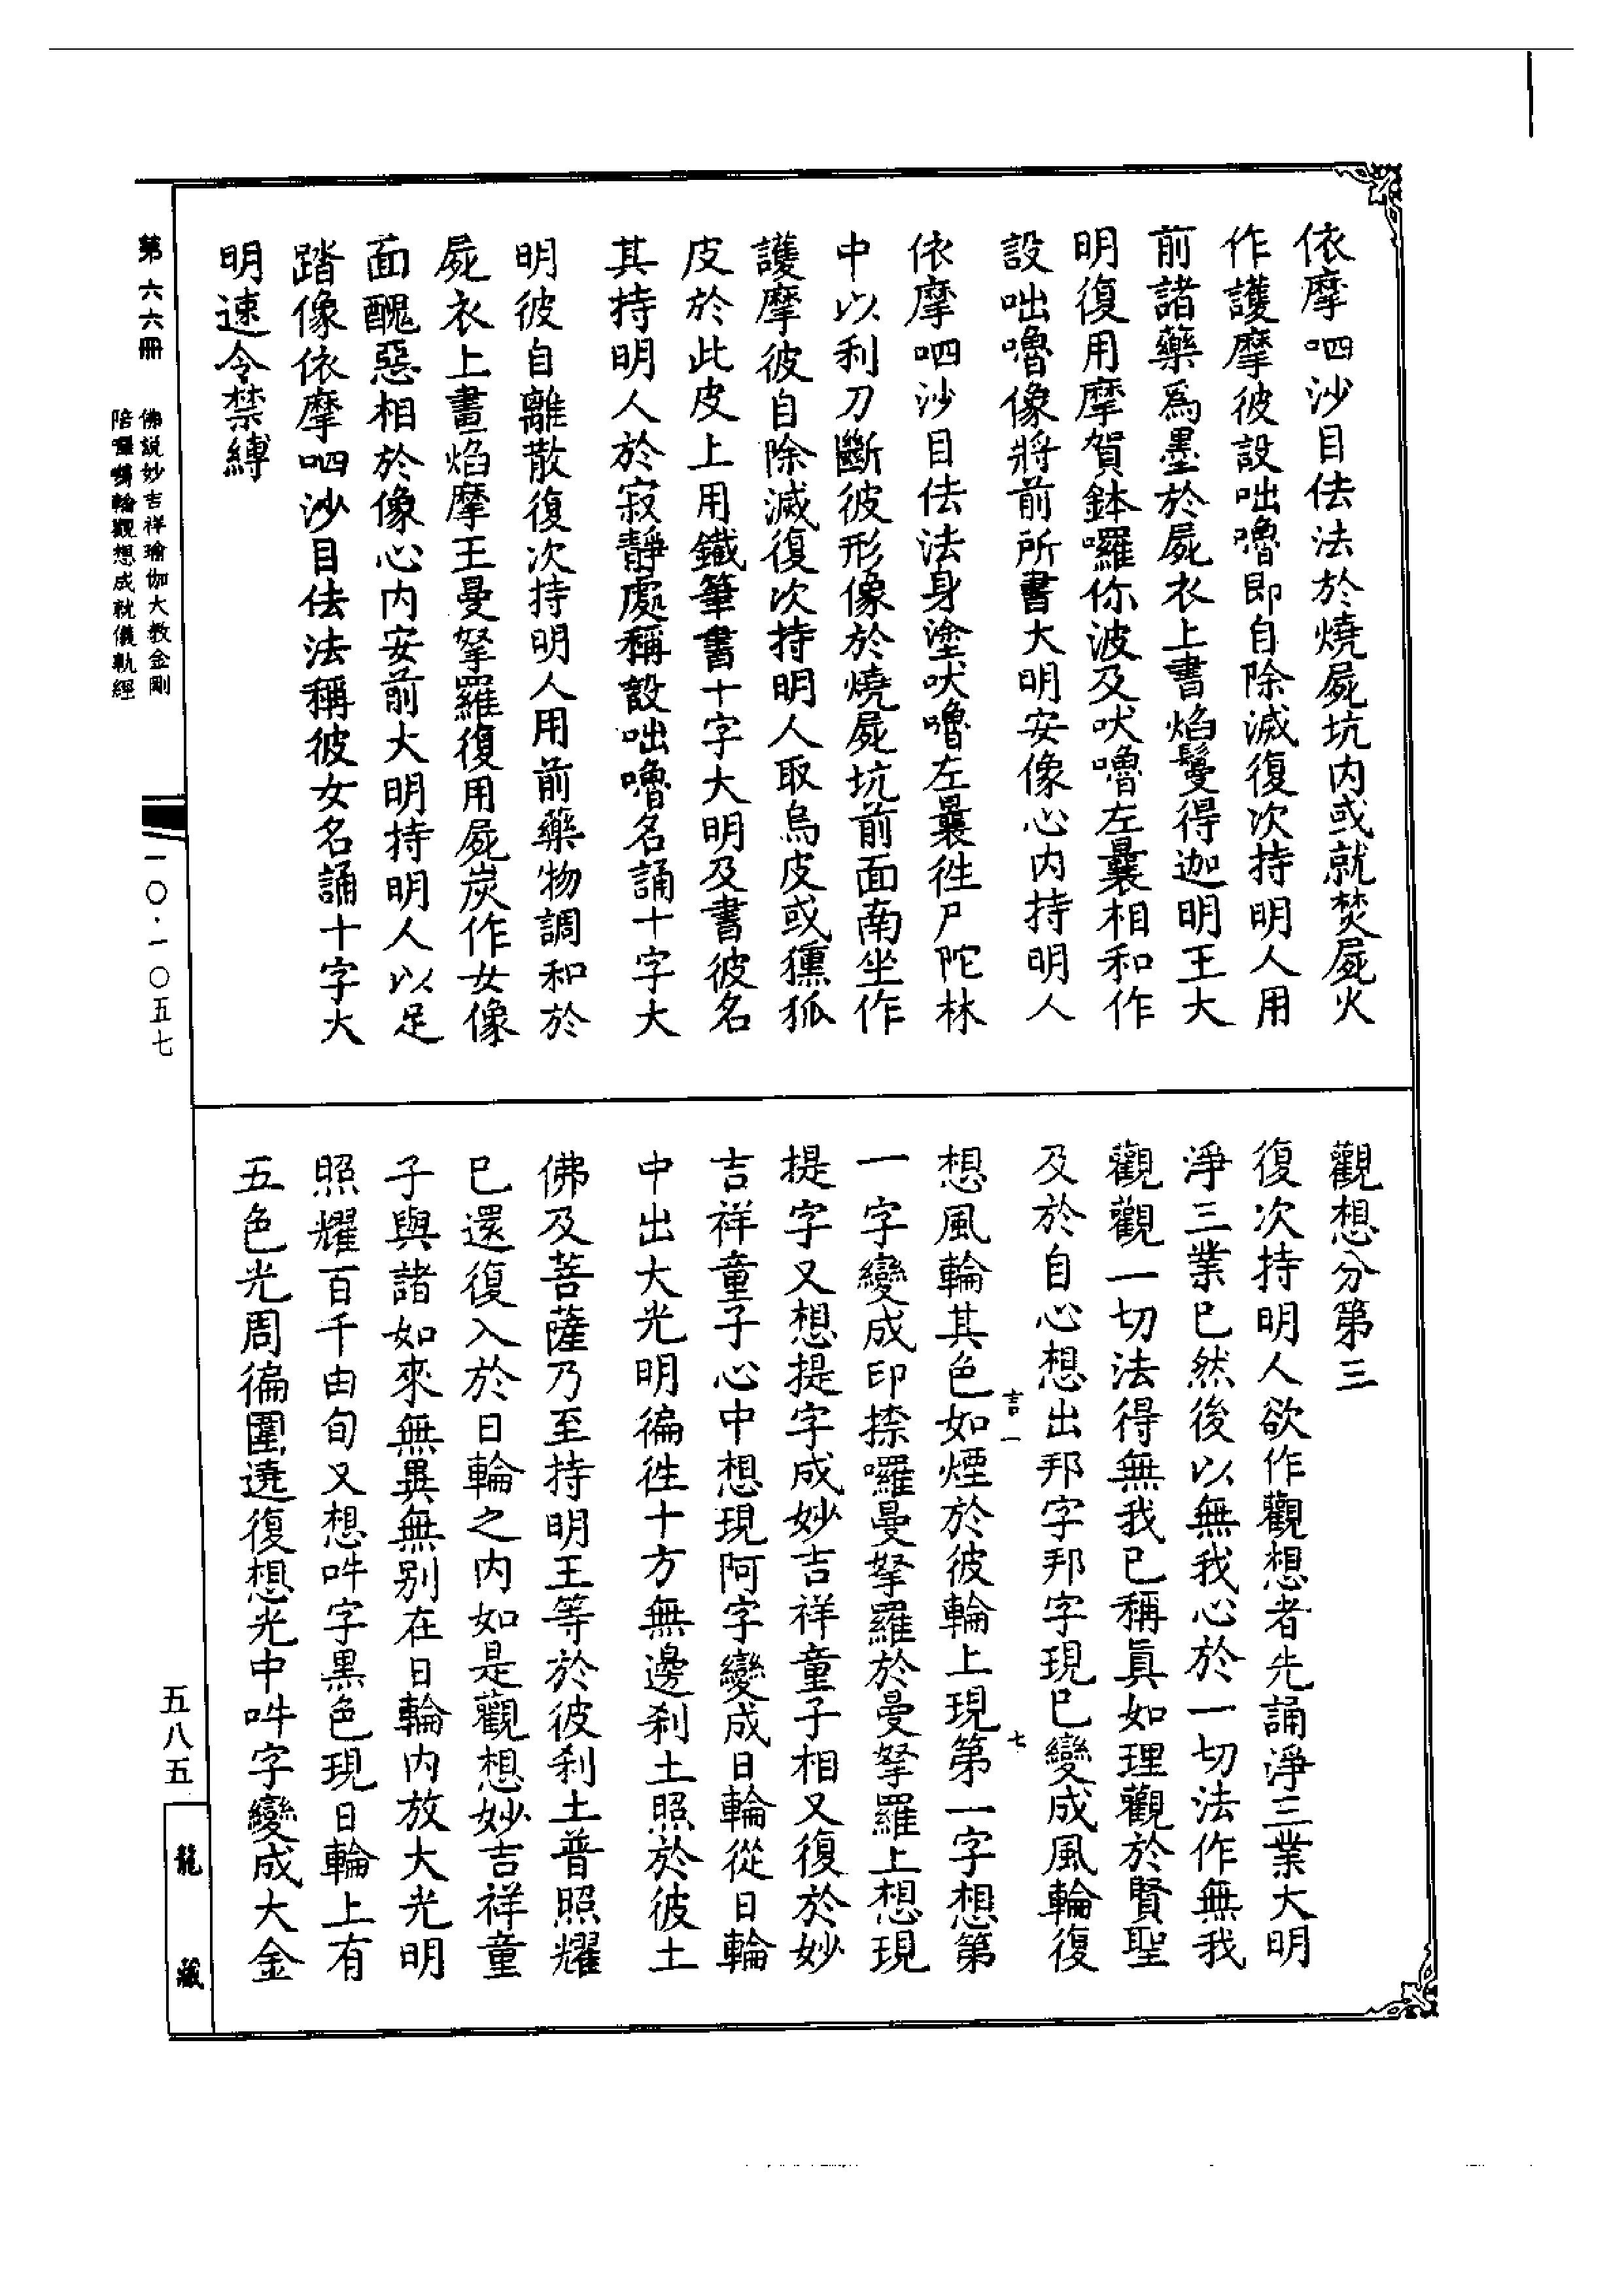 依摩呬沙目佉法於燒屍坑内或就焚屍火
作護摩彼設咄嚕即自除滅復次持明人用
前諸藥爲墨於屍衣上書焰鬘得迦明王大
明復用摩賀鉢囉你波及吠嚕左曩相和作
設咄嚕像將前所書大明安像心内持明人
依摩呬沙目佉法身塗吠嚕左曩徃尸陀林
中以利刀斷彼形像於燒屍坑前面南坐作
護摩彼自除滅復次持明人取烏皮或獯狐
皮於此皮上用鐵筆書十字大明及書彼名
其持明人於寂靜處稱設咄嚕名誦十字大
明彼自離散復次持明人用前藥物調和於
屍衣上畫焰摩王曼拏羅復用屍炭作女像
面醜惡相於像心内安前大明持明人以足
踏像依摩呬沙目佉法稱彼女名誦十字大
明速令禁縛
觀想分第三
復次持明人欲作觀想者先誦淨三業大明
淨三業已然後以無我心於一切法作無我
觀觀一切法得無我已稱眞如理觀於賢聖
及於自心想出邦字邦字現已變成風輪復
吉一 七
想風輪其色如煙於彼輪上現第一字想第
一字變成印捺囉曼拏羅於曼拏羅上想現
提字又想提字成妙吉祥童子相又復於妙
吉祥童子心中想現阿字變成日輪從日輪
中出大光明徧徃十方無邊刹土照於彼土
佛及菩薩乃至持明王等於彼刹土普照耀
已還復入於日輪之内如是觀想妙吉祥童
子與諸如來無異無别在日輪内放大光明
照耀百千由旬又想吽字黑色現日輪上有
五色光周徧圍遶復想光中吽字變成大金
第六六冊
佛説妙吉祥瑜伽大教金剛
陪囉嚩輪觀想成就儀軌經
一〇·一〇五七
五八五
龍藏